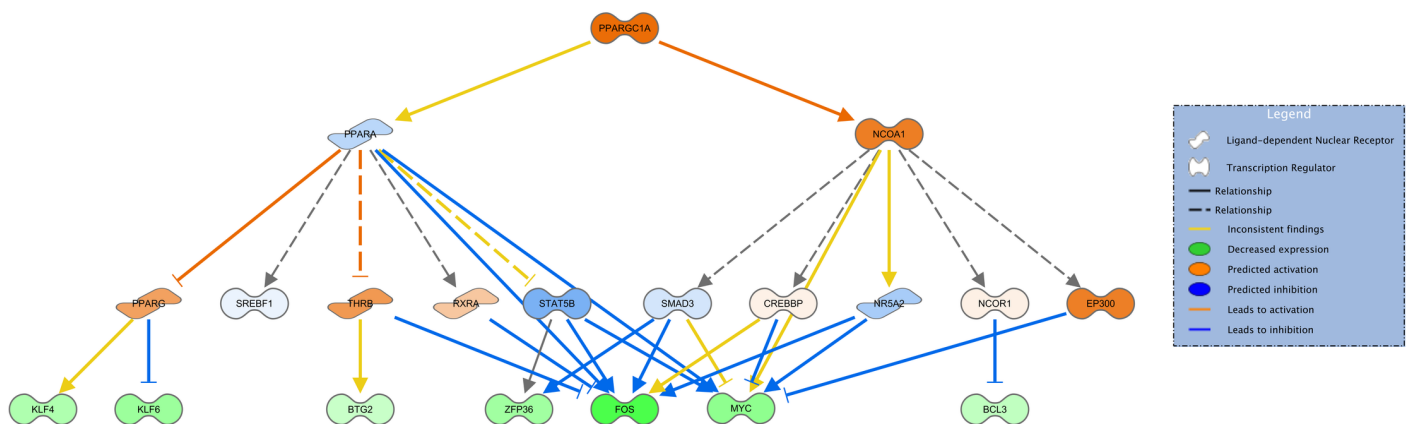 PPARGC1A
PPARA
NCOA1
PPARG
SREBF1
THRB
RXRA
STAT5B
SMAD3
CREBBP
NR5A2
NCOR1
EP300
KLF4
KLF6
BTG2
ZFP36
FOS
MYC
BCL3
Legend
Ligand-dependent Nuclear Receptor
Transcription Regulator
Relationship
Relationship
Inconsistent findings
Decreased expression
Predicted activation
Predicted inhibition
Leads to activation
Leads to inhibition